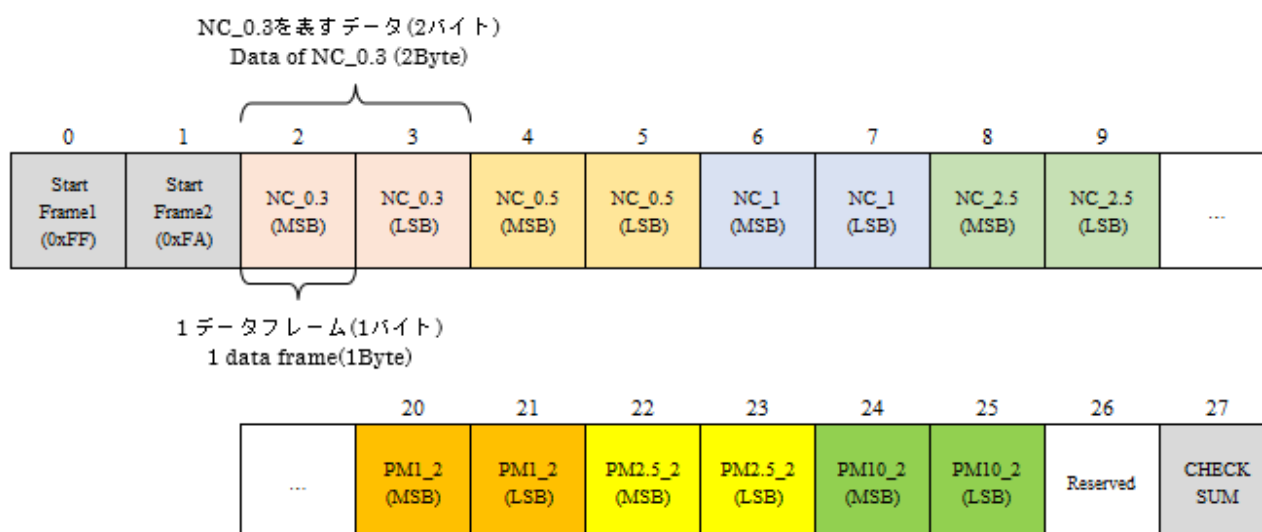 NC_0.3を表すデータ(2バイト)
Data of NC_0.3 (2Byte)
0 1 2 3 4 5 6 7 8 9
Start Frame1 (0xFF)
Start Frame2 (0xFA)
NC_0.3 (MSB)
NC_0.3 (LSB)
NC_0.5 (MSB)
NC_0.5 (LSB)
NC_1 (MSB)
NC_1 (LSB)
NC_2.5 (MSB)
NC_2.5 (LSB)
...
1データフレーム(1バイト)
1 data frame(1Byte)
20 21 22 23 24 25 26 27
...
PM1_2 (MSB)
PM1_2 (LSB)
PM2.5_2 (MSB)
PM2.5_2 (LSB)
PM10_2 (MSB)
PM10_2 (LSB)
Reserved
CHECK SUM